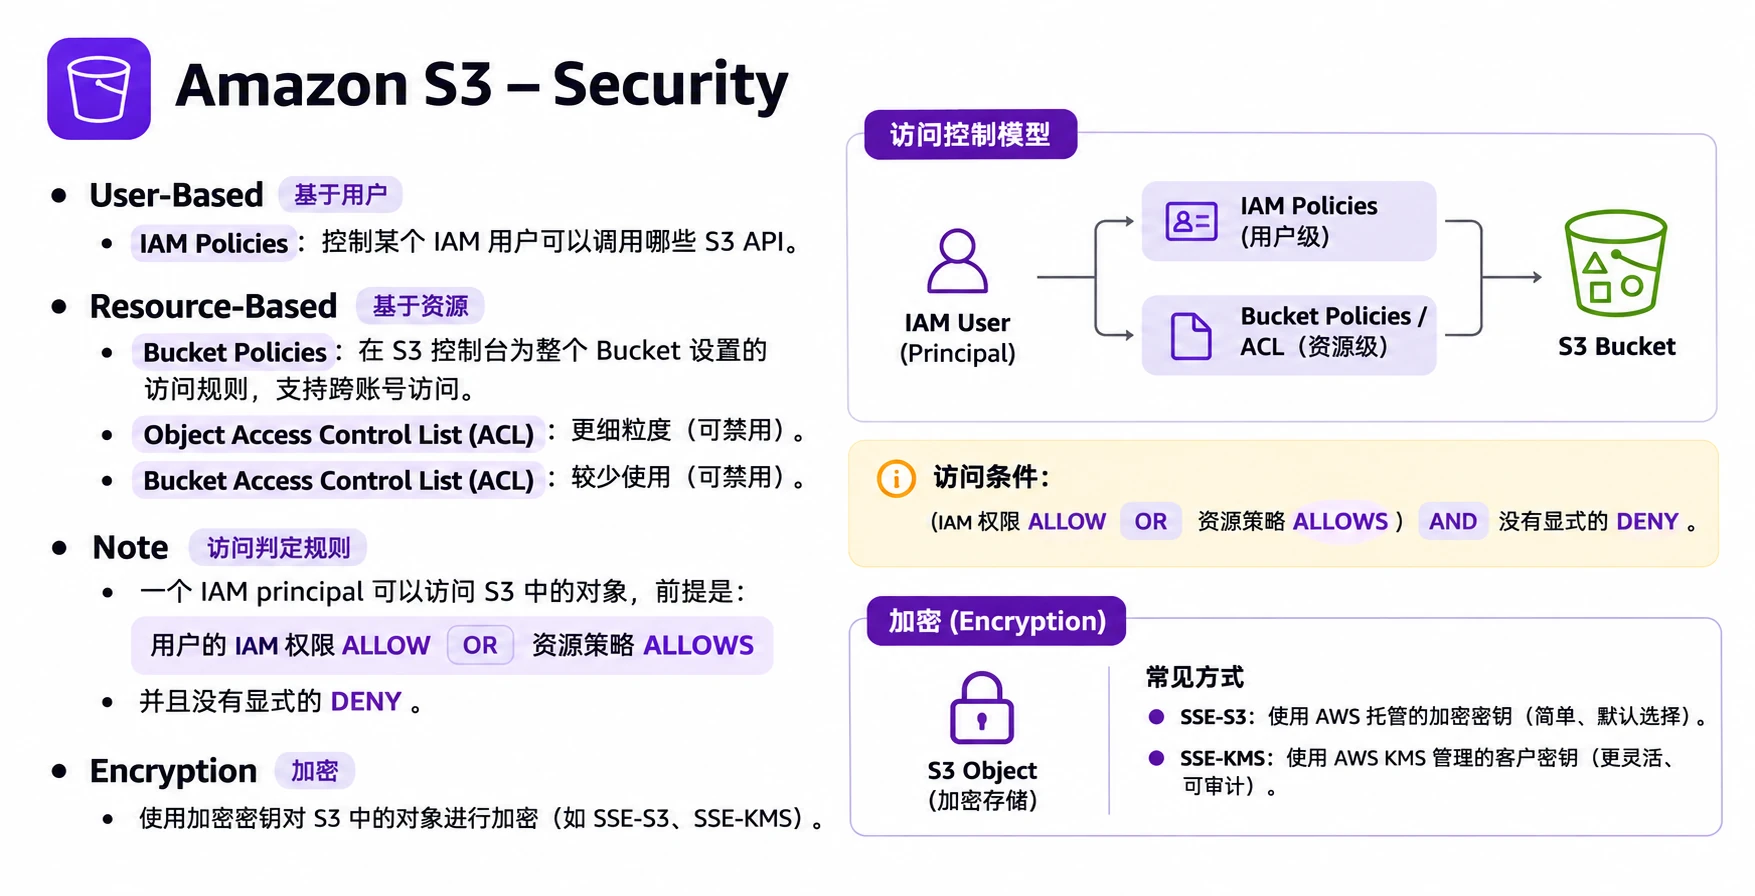 Amazon S3 – Security
• User-Based 基于用户
• IAM Policies：控制某个 IAM 用户可以调用哪些 S3 API。
• Resource-Based 基于资源
• Bucket Policies：在 S3 控制台为整个 Bucket 设置的
访问规则，支持跨账号访问。
• Object Access Control List (ACL)：更细粒度（可禁用）。
• Bucket Access Control List (ACL)：较少使用（可禁用）。
• Note 访问判定规则
• 一个 IAM principal 可以访问 S3 中的对象，前提是：
用户的 IAM 权限 ALLOW OR 资源策略 ALLOWS
• 并且没有显式的 DENY 。
• Encryption 加密
• 使用加密密钥对 S3 中的对象进行加密（如 SSE-S3、SSE-KMS）。
访问控制模型
IAM User
(Principal)
IAM Policies
(用户级)
Bucket Policies /
ACL（资源级）
S3 Bucket
访问条件：
(IAM 权限 ALLOW OR 资源策略 ALLOWS ) AND 没有显式的 DENY 。
加密 (Encryption)
S3 Object
(加密存储)
常见方式
• SSE-S3：使用 AWS 托管的加密密钥（简单、默认选择）。
• SSE-KMS：使用 AWS KMS 管理的客户密钥（更灵活、
可审计）。